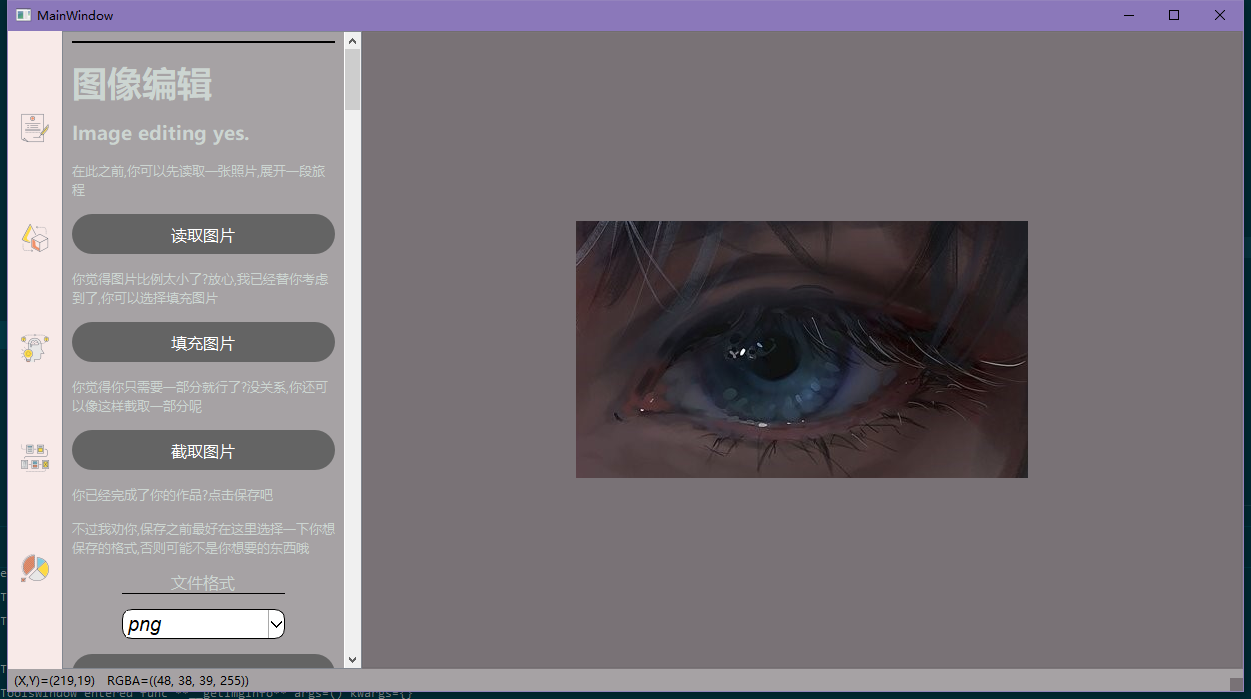 MainWindow
图像编辑
Image editing yes.
在此之前,你可以先读取一张照片,展开一段旅
程
读取图片
你觉得图片比例太小了?放心,我已经替你考虑
到了,你可以选择填充图片
填充图片
你觉得你只需要一部分就行了?没关系,你还可
以像这样截取一部分呢
截取图片
你已经完成了你的作品?点击保存吧
不过我劝你,保存之前最好在这里选择一下你想
保存的格式,否则可能不是你想要的东西哦
文件格式
png
(X,Y)=(219,19) RGBA=((48, 38, 39, 255))
ToolsWindow entered func **__getImgInfo** args=() kwargs={}